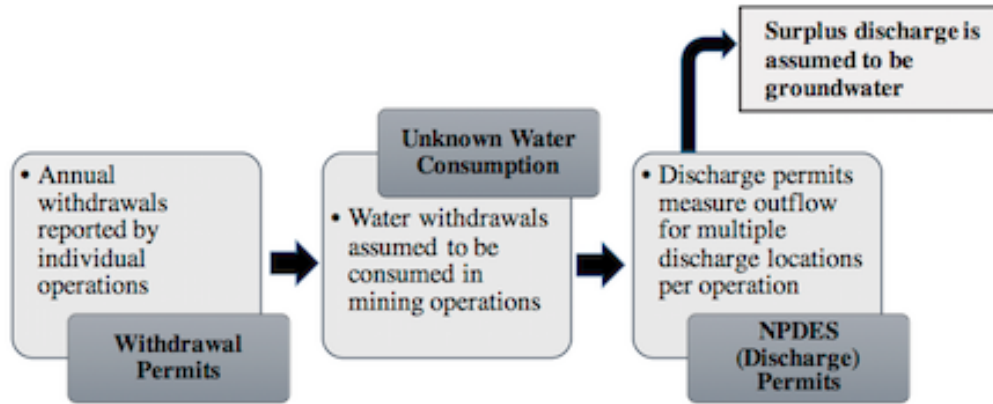 Surplus discharge is
assumed to be
groundwater
Unknown Water
Consumption
• Annual
withdrawals
reported by
individual
operations
Withdrawal
Permits
• Water withdrawals
assumed to be
consumed in
mining operations
• Discharge permits
measure outflow
for multiple
discharge locations
per operation
NPDES
(Discharge)
Permits